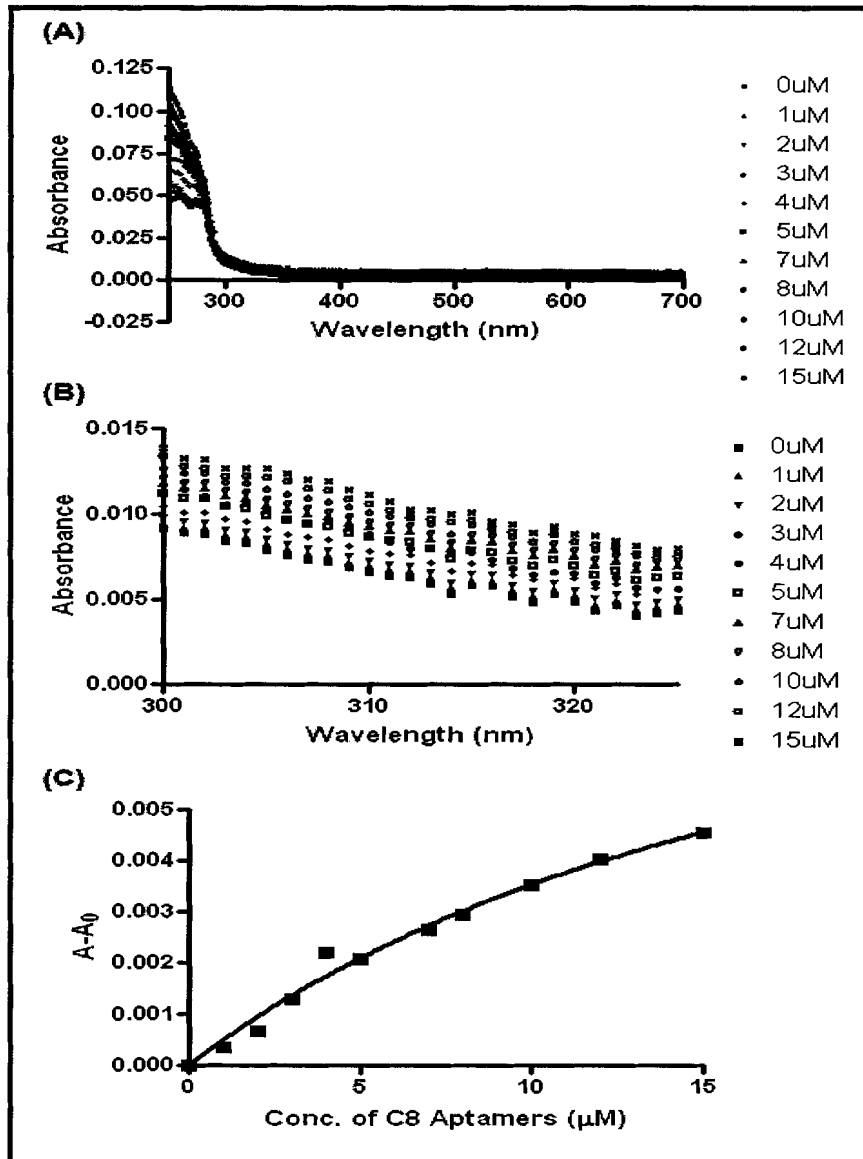 (A)
0.125
0.100
0.075
0.050
0.025
0.000
-0.025
Absorbance
300
400
500
600
700
Wavelength (nm)
0uM
1uM
2uM
3uM
4uM
5uM
7uM
8uM
10uM
12uM
15uM
(B)
0.015
0.010
0.005
0.000
Absorbance
300
310
320
Wavelength (nm)
0uM
1uM
2uM
3uM
4uM
5uM
7uM
8uM
10uM
12uM
15uM
(C)
0.005
0.004
0.003
0.002
0.001
0.000
A-A0
0
5
10
15
Conc. of C8 Aptamers (μM)